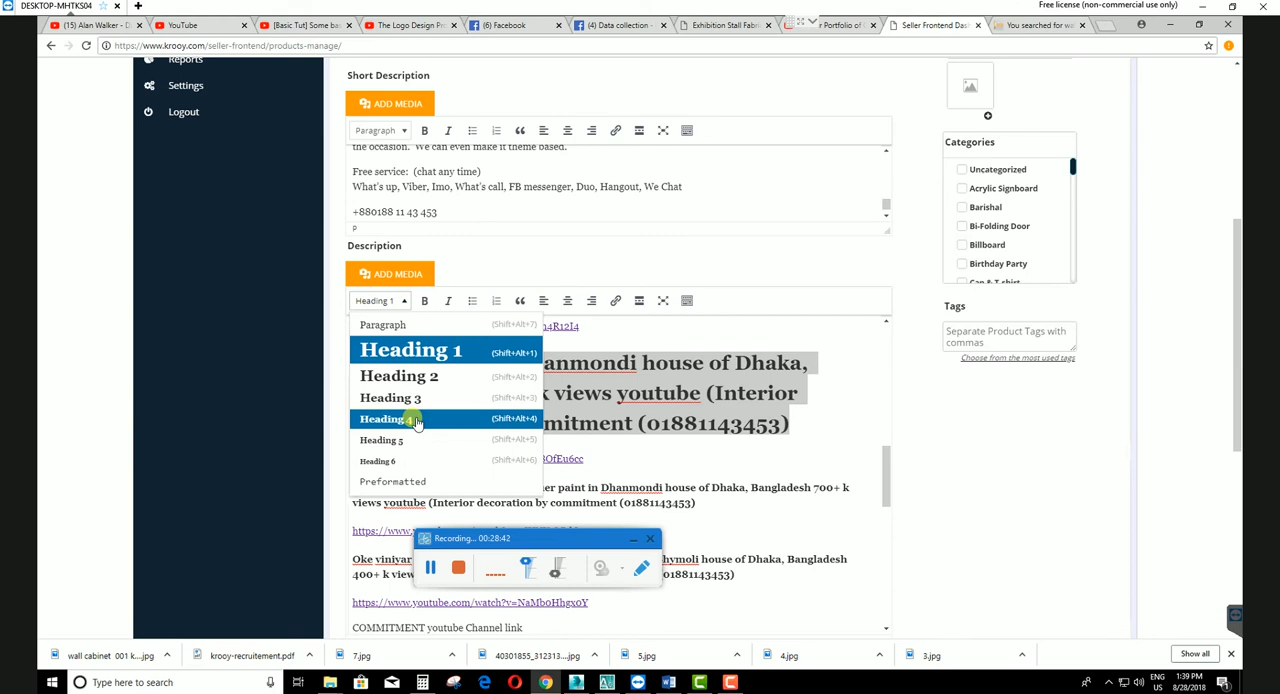 DESKTOP-MHTKS04
Free license (non-commercial use only)
(15) Alan Walker - D
YouTube
[Basic Tut] Some ba
The Logo Design Pr
(6) Facebook
(4) Data collection -
Exhibition Stall Fabri
Portfolio of
Seller Frontend Das
You searched for wa
https://www.krooy.com/seller-frontend/products-manage/
Reports
Settings
Logout
Short Description
ADD MEDIA
Paragraph
the occasion. We can even make it theme based.
Free service: (chat any time)
What's up, Viber, Imo, What's call, FB messenger, Duo, Hangout, We Chat
+880188 11 43 453
P
Description
ADD MEDIA
Heading 1
Paragraph (Shift+Alt+7)
Heading 1 (Shift+Alt+1)
Heading 2 (Shift+Alt+2)
Heading 3 (Shift+Alt+3)
Heading 4 (Shift+Alt+4)
Heading 5 (Shift+Alt+5)
Heading 6 (Shift+Alt+6)
Preformatted
4R12I4
anmondi house of Dhaka,
k views youtube (Interior
mmitment (01881143453)
OfEu6cc
er paint in Dhanmondi house of Dhaka, Bangladesh 700+ k
views youtube (Interior decoration by commitment (01881143453)
https://www.
Recording... 00:28:42
Oke viniyar
hymoli house of Dhaka, Bangladesh
400+ k view
01881143453)
https://www.youtube.com/watch?v=NaMb0Hhgx0Y
COMMITMENT youtube Channel link
Categories
Uncategorized
Acrylic Signboard
Barishal
Bi-Folding Door
Billboard
Birthday Party
Cap & T-shirt
Tags
Separate Product Tags with
commas
Choose from the most used tags
wall cabinet 001 k....jpg
krooy-recruitement.pdf
7.jpg
40301855_312313....jpg
5.jpg
4.jpg
3.jpg
Show all
Type here to search
ENG
1:39 PM
8/28/2018